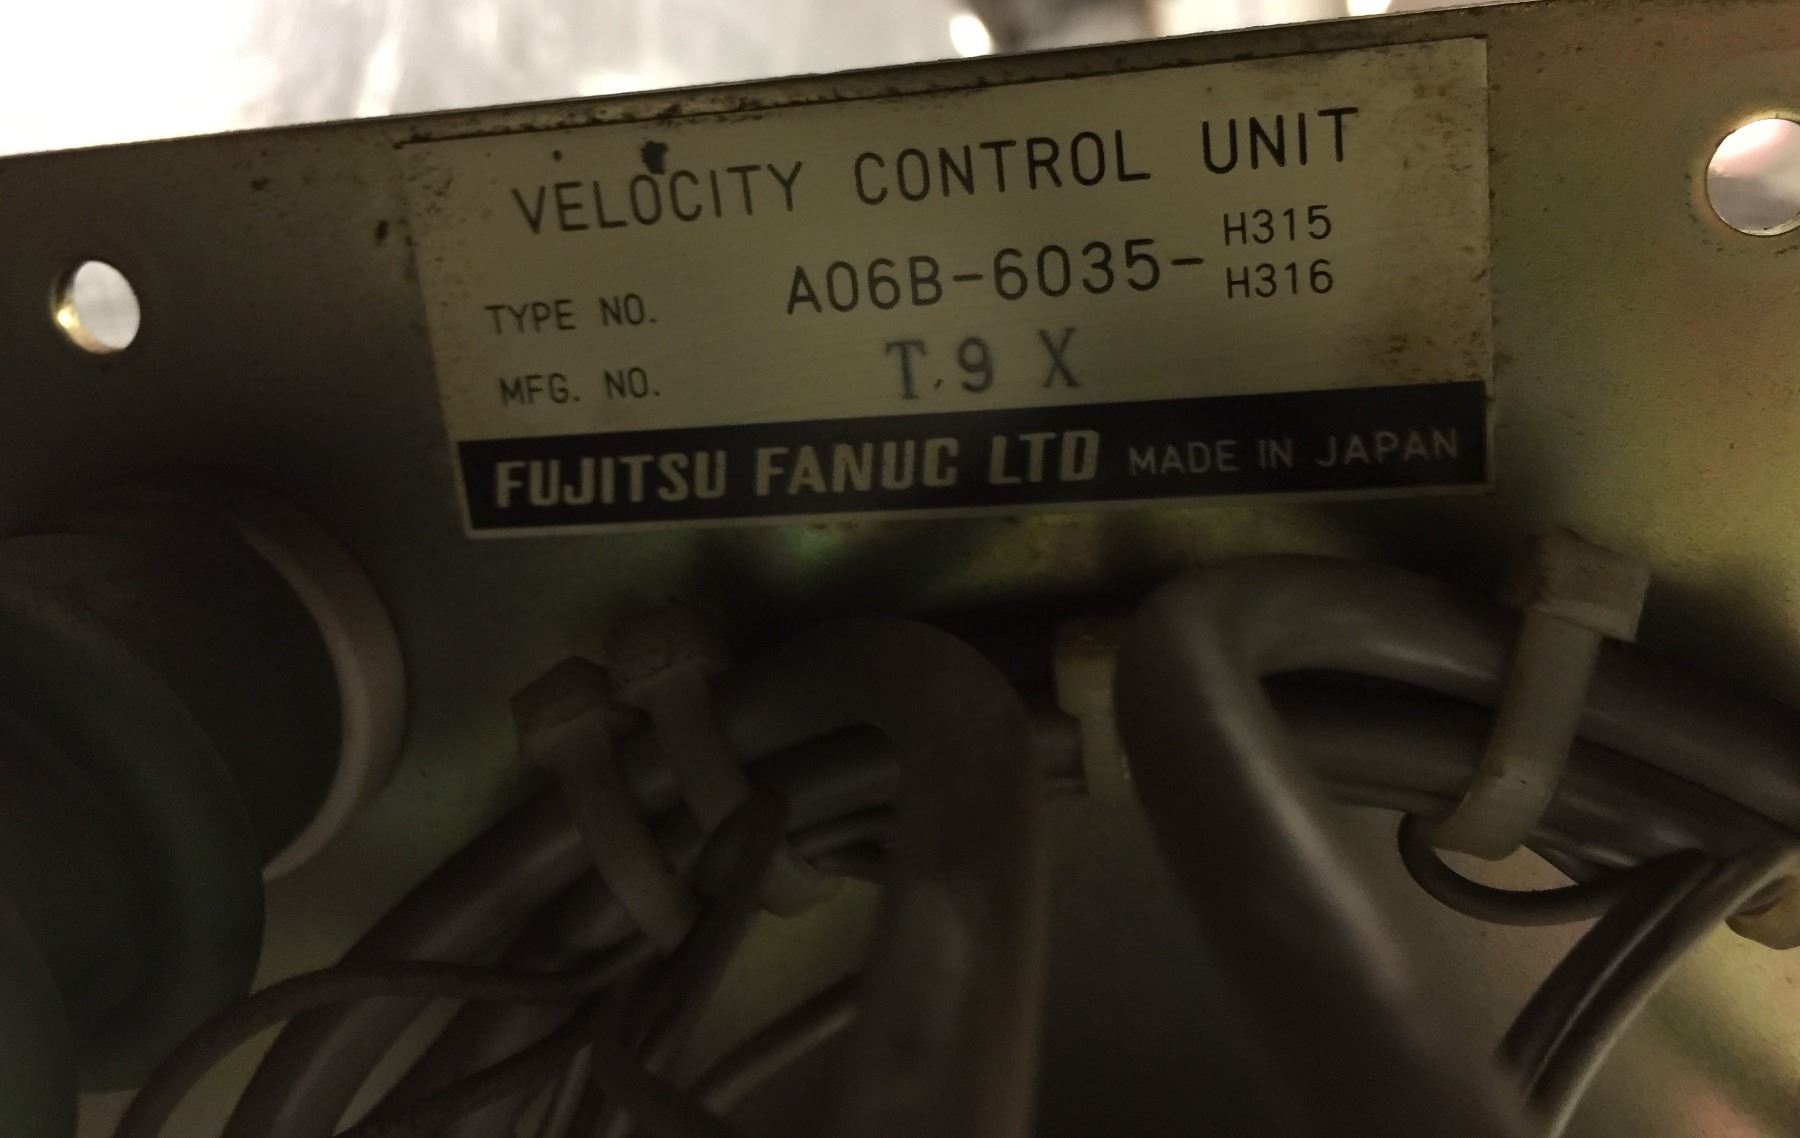 VELOCITY CONTROL UNIT
TYPE NO. A06B-6035- H315
H316
MFG. NO. T.9 X
FUJITSU FANUC LTD MADE IN JAPAN